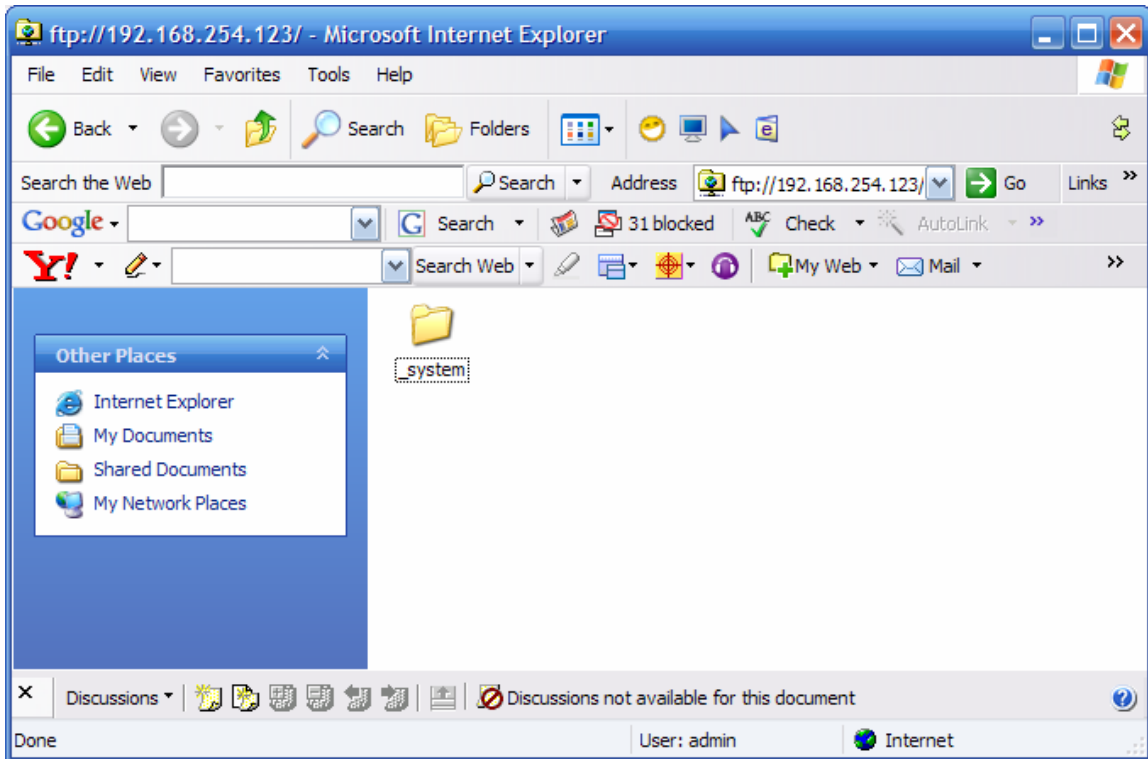 ftp://192.168.254.123/ - Microsoft Internet Explorer
File Edit View Favorites Tools Help
Back Search Folders
Search the Web Search Address ftp://192.168.254.123/ Go Links »
Google Search 31 blocked ABC Check AutoLink »
Y! Search Web My Web Mail »
Other Places
_system
Internet Explorer
My Documents
Shared Documents
My Network Places
Discussions Discussions not available for this document
Done User: admin Internet